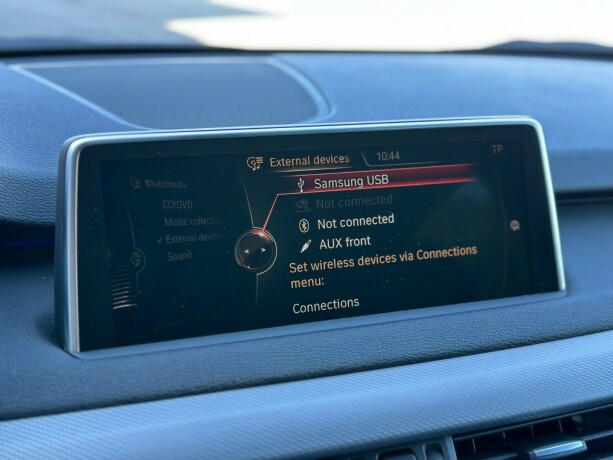 External devices
10:44
TP
Multimedia
CD/DVD
Music collec
External devic
Sound
Samsung USB
Not connected
Not connected
AUX front
Set wireless devices via Connections
menu:
Connections